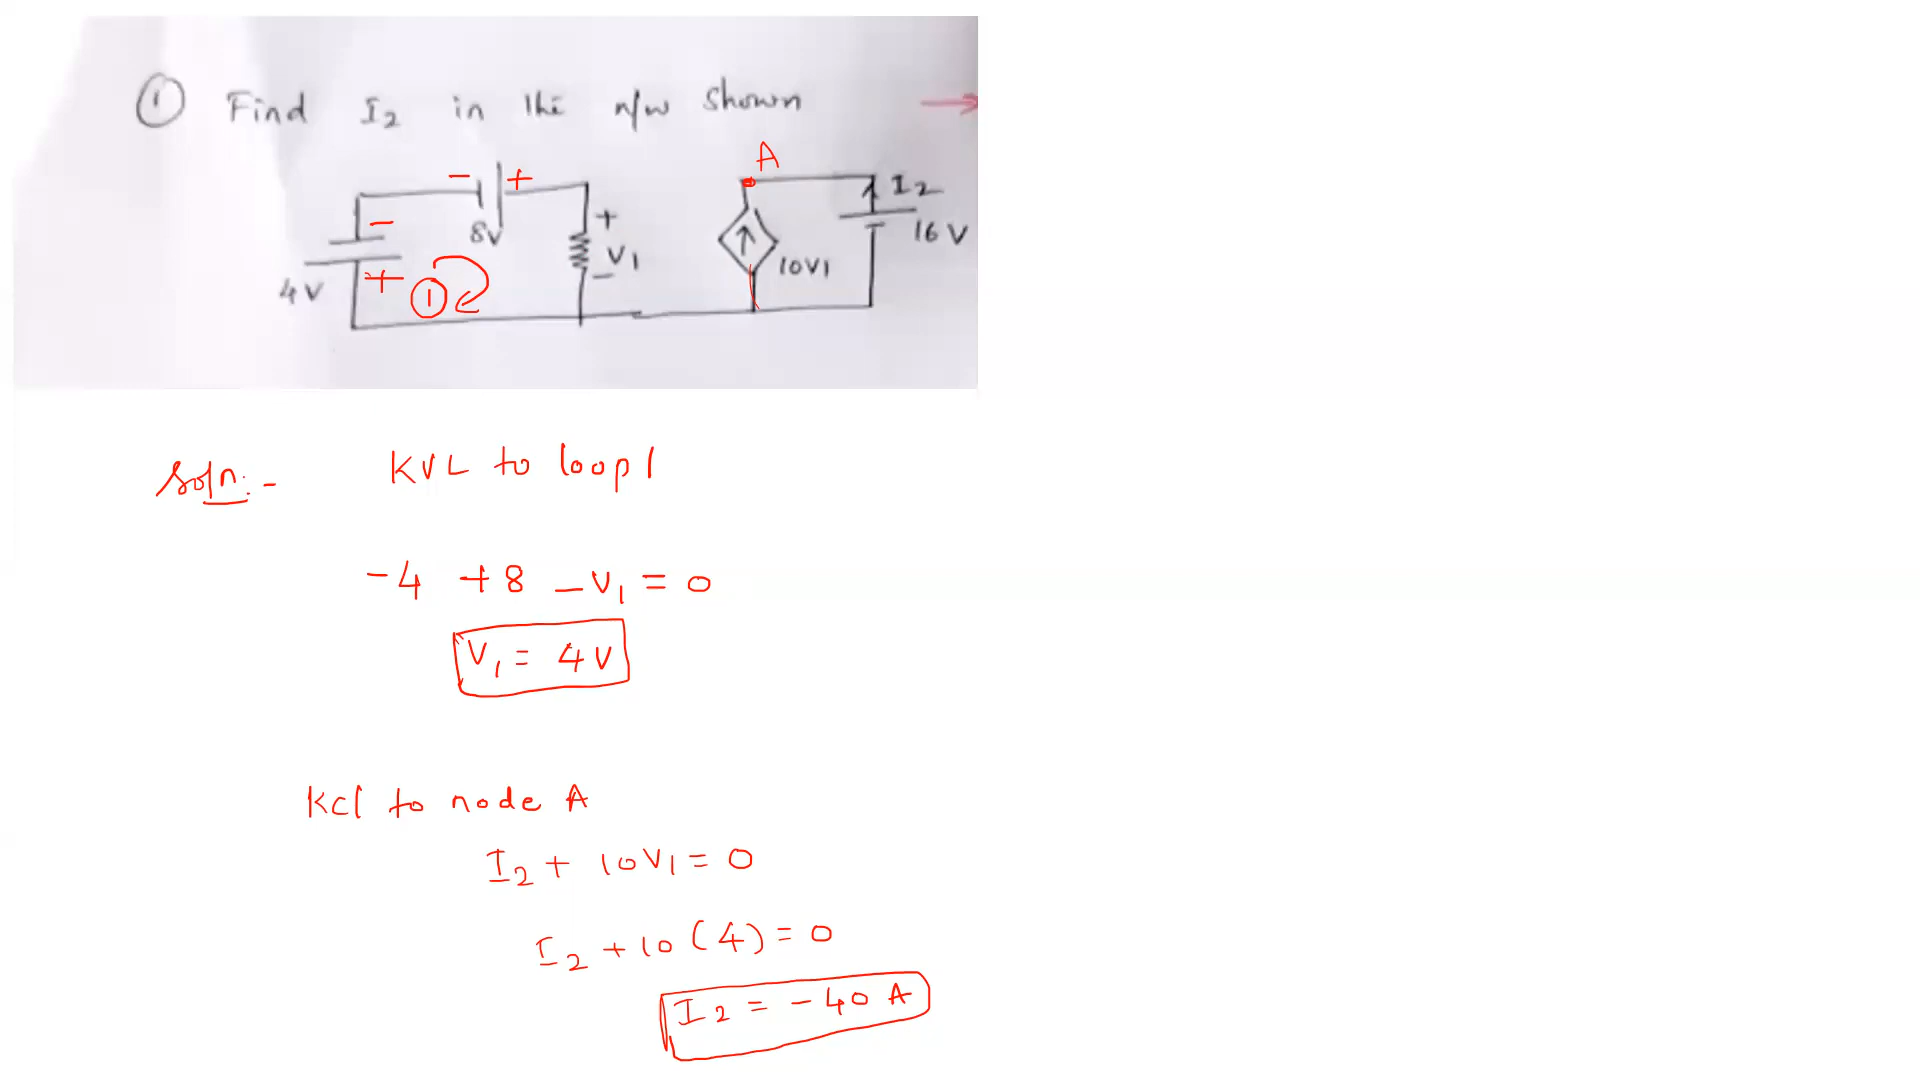 ① Find I2 in the n/w shown
A
- +
+ V1 -
8V
-
+
4V
①
10V1
I2
16 V
Soln:-
KVL to loop 1
-4 +8 -V1 = 0
V1 = 4V
Kcl to node A
I2 + 10V1 = 0
I2 + 10 (4) = 0
I2 = -40 A